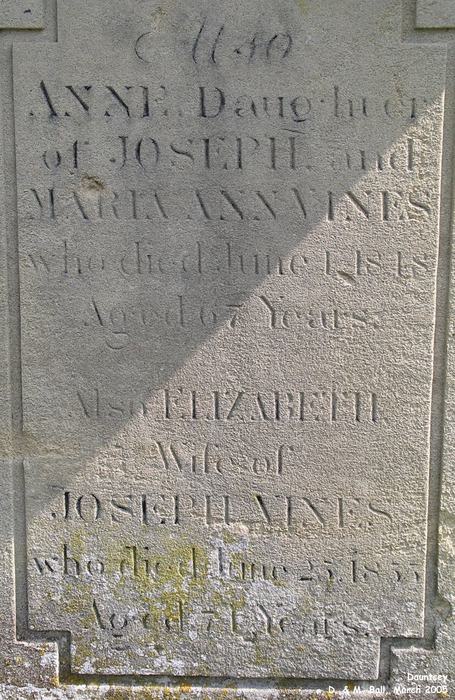 Also
ANNE, Daughter
of JOSEPH, and
MARIA ANN VINES
who died June 1, 1848
Aged 67 Years.
Also ELIZABETH
Wife of
JOSEPH VINES
who died June 25, 1855
Aged 71 Years.
Dauntsey
D. & M. Ball, March 2005